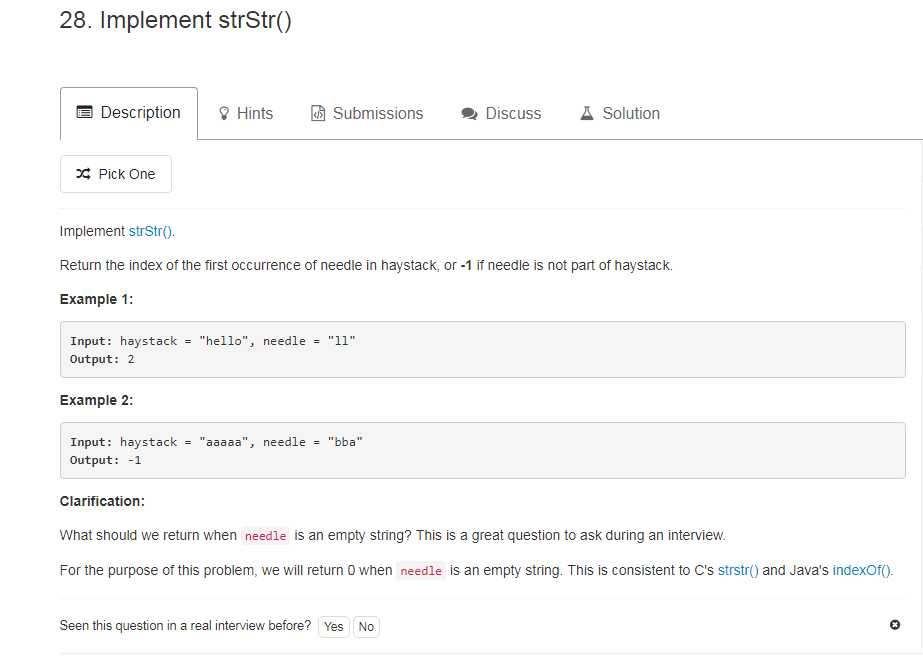 28. Implement strStr()
Description
Hints
Submissions
Discuss
Solution
Pick One
Implement strStr().
Return the index of the first occurrence of needle in haystack, or -1 if needle is not part of haystack.
Example 1:
Input: haystack = "hello", needle = "ll"
Output: 2
Example 2:
Input: haystack = "aaaaa", needle = "bba"
Output: -1
Clarification:
What should we return when needle is an empty string? This is a great question to ask during an interview.
For the purpose of this problem, we will return 0 when needle is an empty string. This is consistent to C's strstr() and Java's indexOf().
Seen this question in a real interview before? Yes No